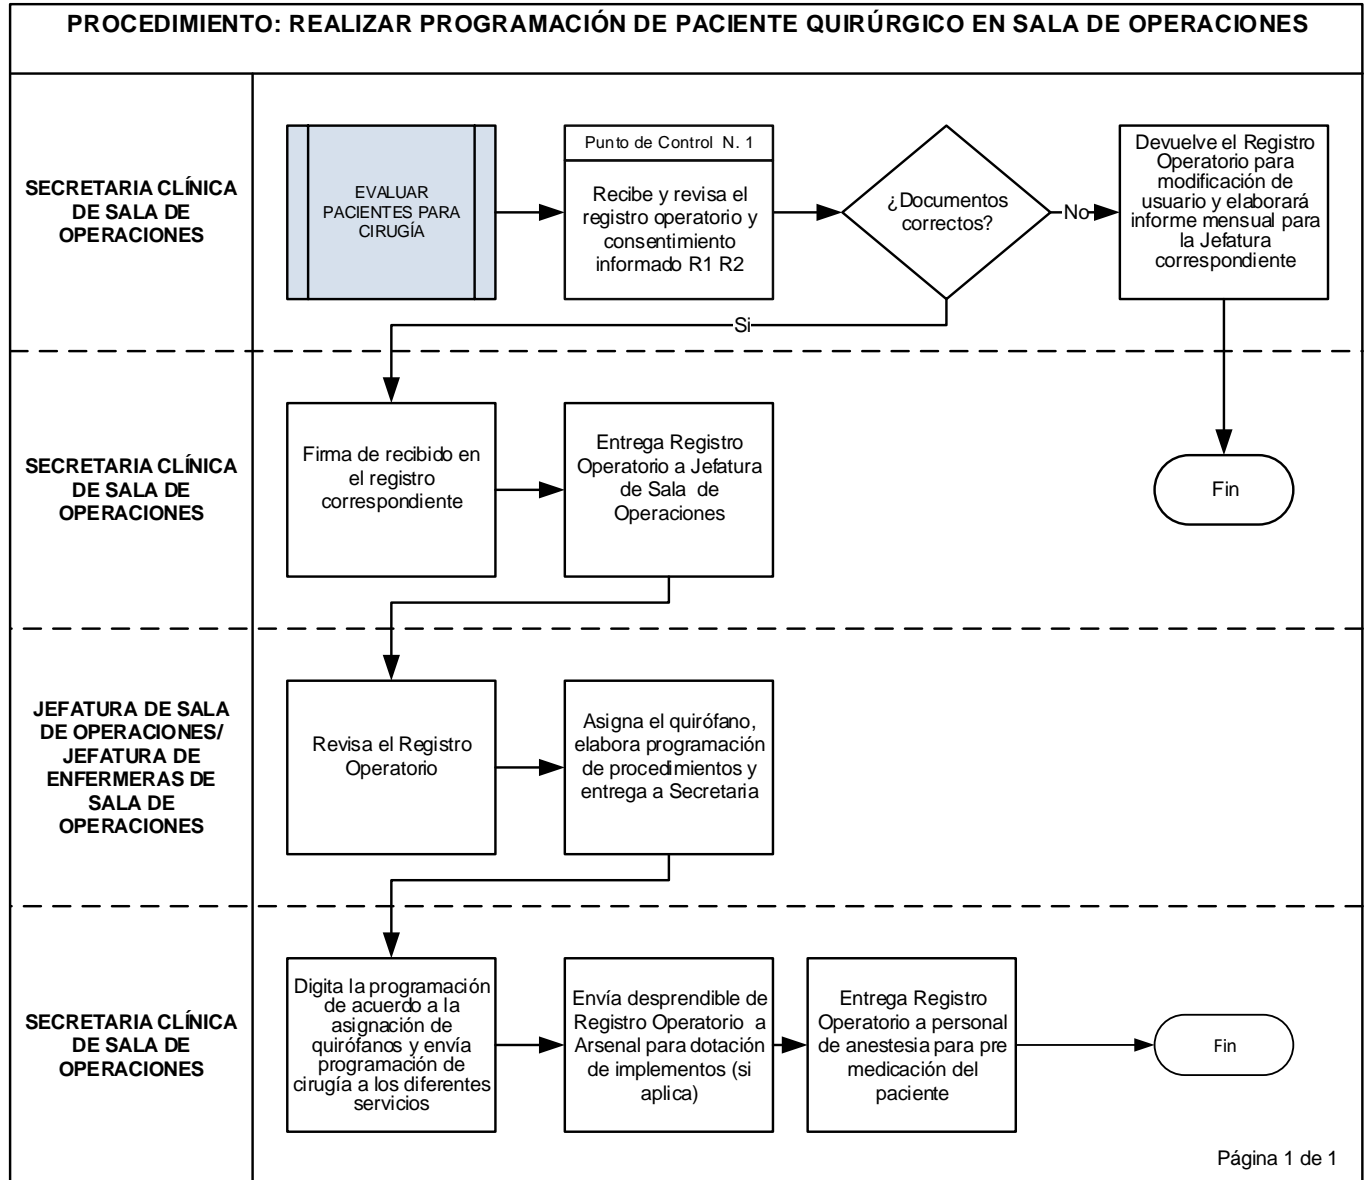 PROCEDIMIENTO: REALIZAR PROGRAMACIÓN DE PACIENTE QUIRÚRGICO EN SALA DE OPERACIONES
SECRETARIA CLÍNICA
DE SALA DE
OPERACIONES
EVALUAR
PACIENTES PARA
CIRUGÍA
Punto de Control N. 1
Recibe y revisa el
registro operatorio y
consentimiento
informado R1 R2
¿Documentos
correctos?
No
Devuelve el Registro
Operatorio para
modificación de
usuario y elaborará
informe mensual para
la Jefatura
correspondiente
Si
SECRETARIA CLÍNICA
DE SALA DE
OPERACIONES
Firma de recibido en
el registro
correspondiente
Entrega Registro
Operatorio a Jefatura
de Sala de
Operaciones
Fin
JEFATURA DE SALA
DE OPERACIONES/
JEFATURA DE
ENFERMERAS DE
SALA DE
OPERACIONES
Revisa el Registro
Operatorio
Asigna el quirófano,
elabora programación
de procedimientos y
entrega a Secretaria
SECRETARIA CLÍNICA
DE SALA DE
OPERACIONES
Digita la programación
de acuerdo a la
asignación de
quirófanos y envía
programación de
cirugía a los diferentes
servicios
Envía desprendible de
Registro Operatorio a
Arsenal para dotación
de implementos (si
aplica)
Entrega Registro
Operatorio a personal
de anestesia para pre
medicación del
paciente
Fin
Página 1 de 1